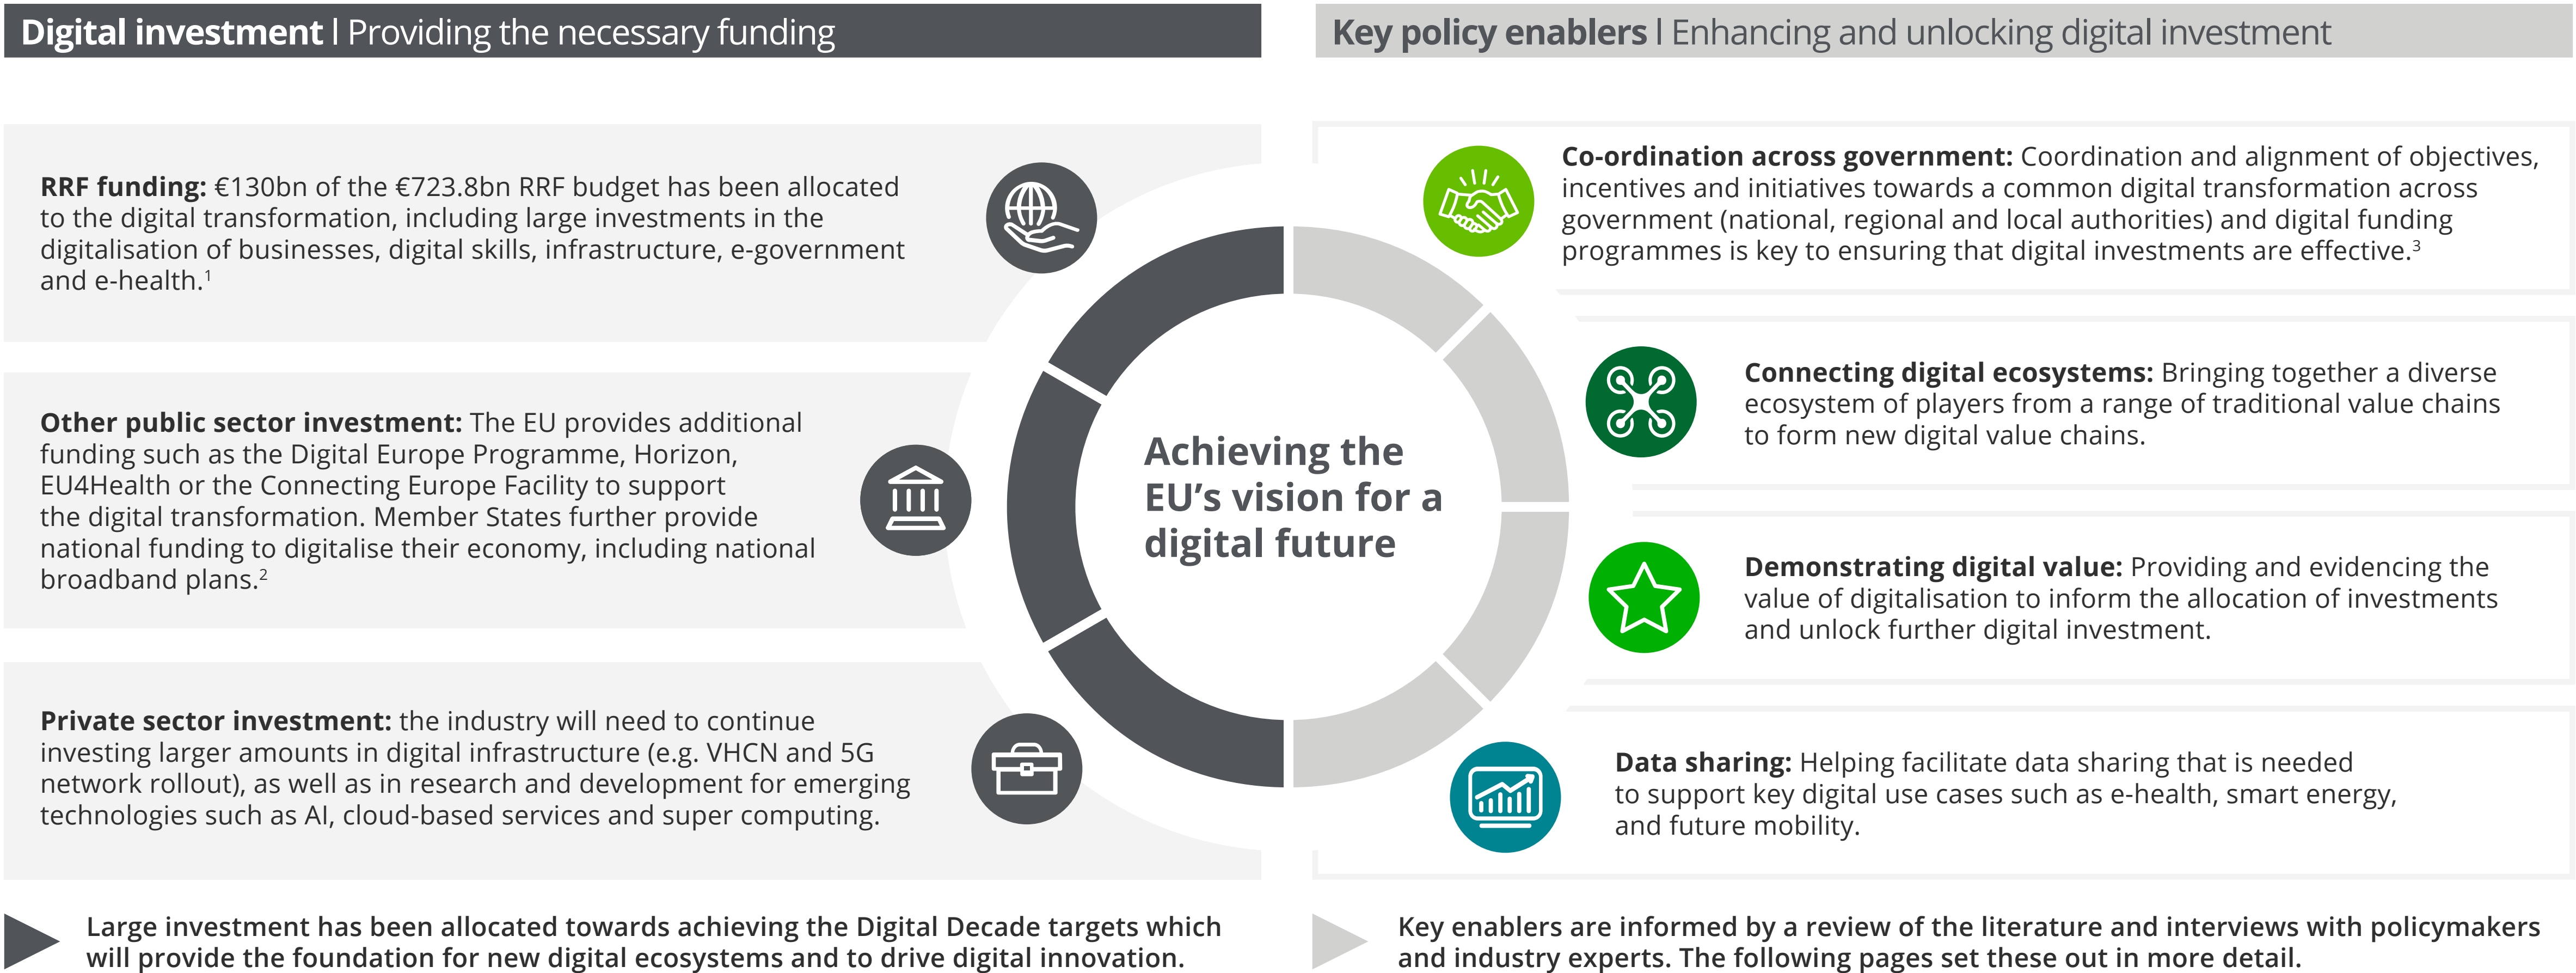 Digital investment | Providing the necessary funding
RRF funding: €130bn of the €723.8bn RRF budget has been allocated
to the digital transformation, including large investments in the
digitalisation of businesses, digital skills, infrastructure, e-government
and e-health.1
Other public sector investment: The EU provides additional
funding such as the Digital Europe Programme, Horizon,
EU4Health or the Connecting Europe Facility to support
the digital transformation. Member States further provide
national funding to digitalise their economy, including national
broadband plans.2
Private sector investment: the industry will need to continue
investing larger amounts in digital infrastructure (e.g. VHCN and 5G
network rollout), as well as in research and development for emerging
technologies such as AI, cloud-based services and super computing.
Large investment has been allocated towards achieving the Digital Decade targets which
will provide the foundation for new digital ecosystems and to drive digital innovation.
Achieving the
EU’s vision for a
digital future
Key policy enablers | Enhancing and unlocking digital investment
Co-ordination across government: Coordination and alignment of objectives,
incentives and initiatives towards a common digital transformation across
government (national, regional and local authorities) and digital funding
programmes is key to ensuring that digital investments are effective.3
Connecting digital ecosystems: Bringing together a diverse
ecosystem of players from a range of traditional value chains
to form new digital value chains.
Demonstrating digital value: Providing and evidencing the
value of digitalisation to inform the allocation of investments
and unlock further digital investment.
Data sharing: Helping facilitate data sharing that is needed
to support key digital use cases such as e-health, smart energy,
and future mobility.
Key enablers are informed by a review of the literature and interviews with policymakers
and industry experts. The following pages set these out in more detail.